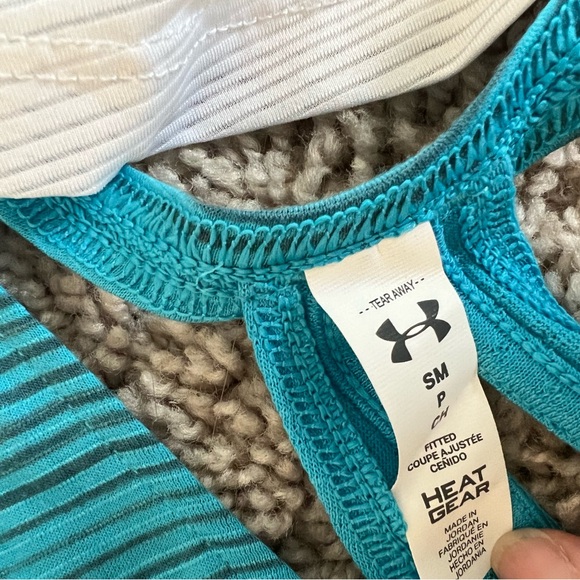 -- TEAR AWAY --
SM
P
CH
FITTED
COUPE AJUSTÉE
CEÑIDO
HEAT
GEAR
MADE IN
JORDAN
FABRIQUÉ EN
JORDANIE
HECHO EN
JORDANIA